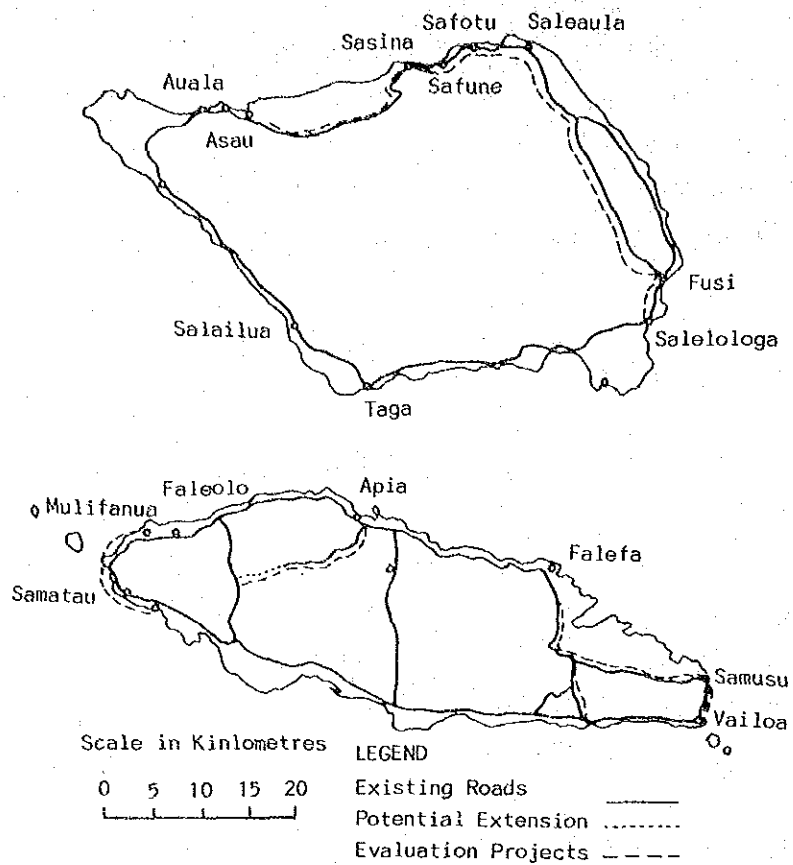 Safotu
Saleaula
Sasina
Auala
Safune
Asau
Fusi
Salailua
Salelologa
Taga
Faleolo
Apia
Mulifanua
Falefa
Samatau
Samusu
Vailoa
Scale in Kinlometres
LEGEND
0 5 10 15 20
Existing Roads
Potential Extension
Evaluation Projects